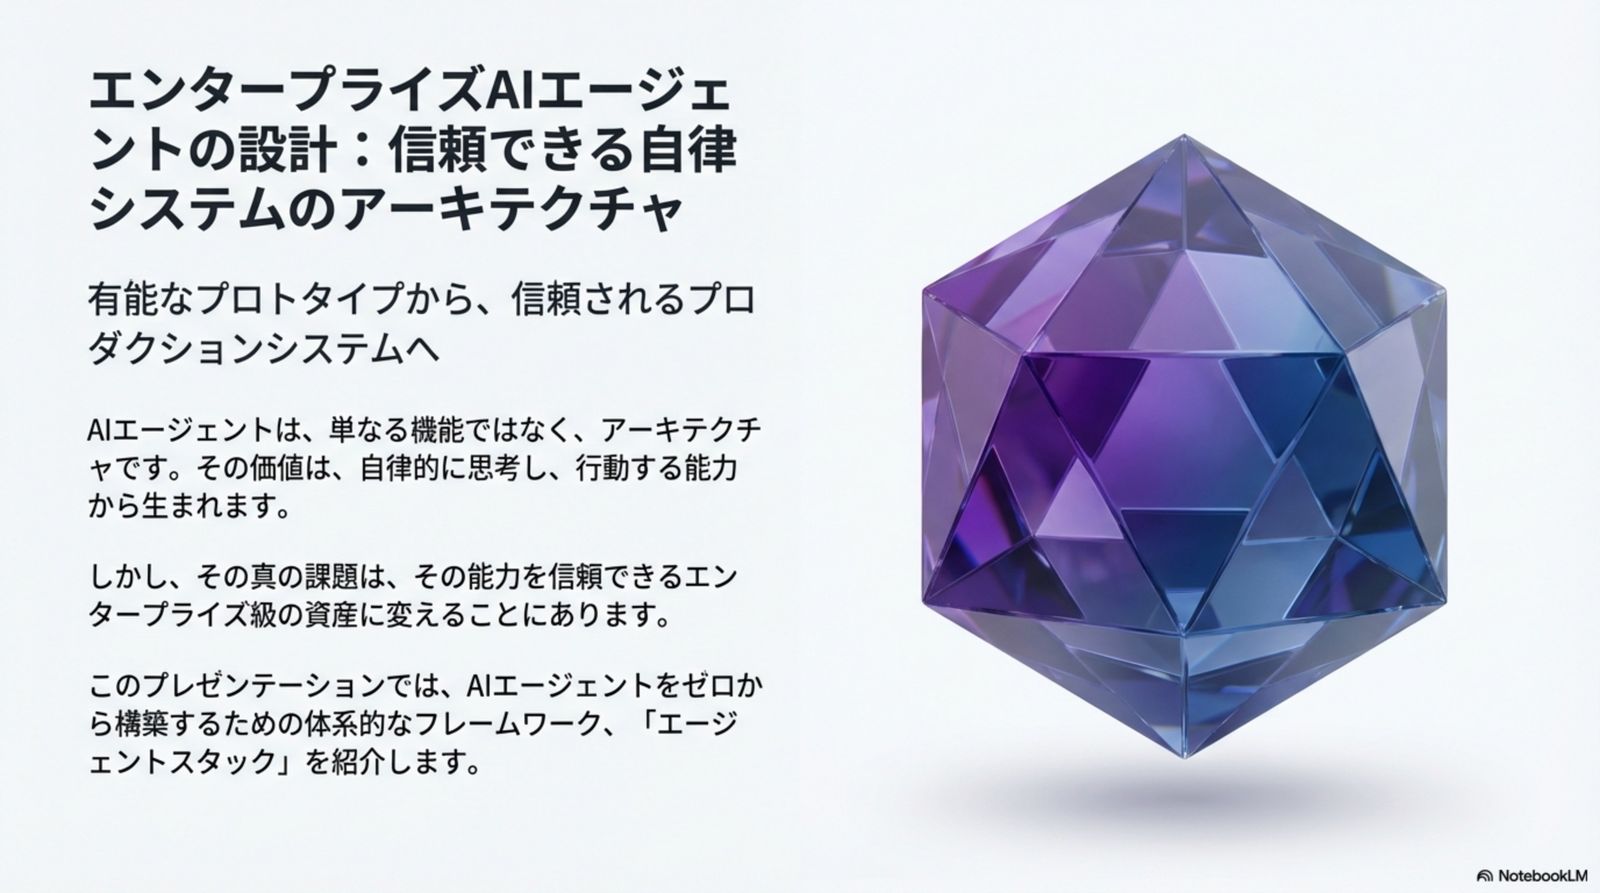 エンタープライズAIエージェ
ントの設計：信頼できる自律
システムのアーキテクチャ
有能なプロトタイプから、信頼されるプロ
ダクションシステムへ
AIエージェントは、単なる機能ではなく、アーキテクチ
ャです。その価値は、自律的に思考し、行動する能力
から生まれます。
しかし、その真の課題は、その能力を信頼できるエン
タープライズ級の資産に変えることにあります。
このプレゼンテーションでは、AIエージェントをゼロか
ら構築するための体系的なフレームワーク、「エージ
ェントスタック」を紹介します。
NotebookLM